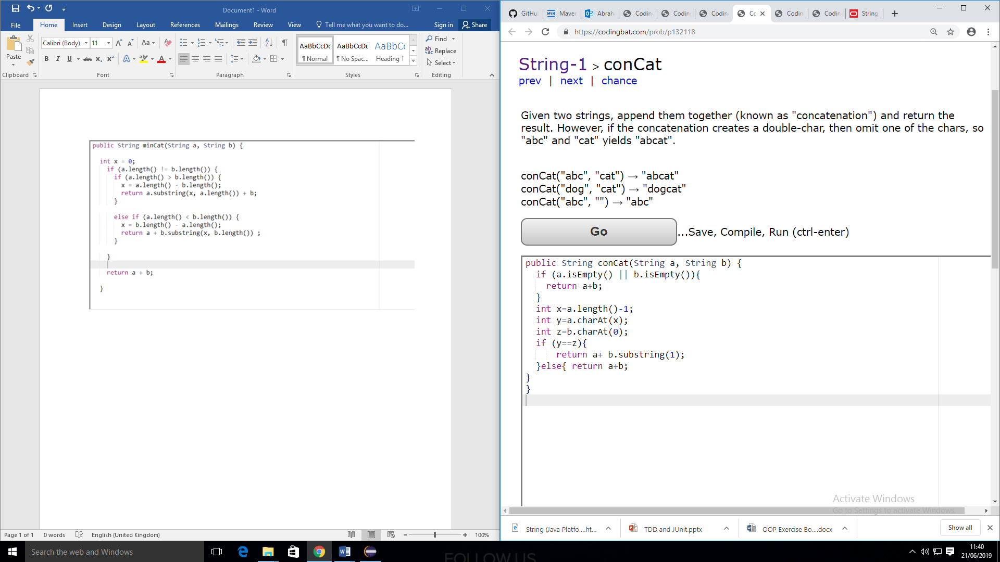 Document1 - Word
File Home Insert Design Layout References Mailings Review View Tell me what you want to do... Sign in Share
Paste
Calibri (Body) 11
Find
Replace
Select
AaBbCcDc AaBbCcDc AaBbCc
¶ Normal ¶ No Spac... Heading 1
Clipboard Font Paragraph Styles Editing
public String minCat(String a, String b) {
int x = 0;
if (a.length() != b.length()) {
if (a.length() > b.length()) {
x = a.length() - b.length();
return a.substring(x, a.length()) + b;
}
else if (a.length() < b.length()) {
x = b.length() - a.length();
return a + b.substring(x, b.length()) ;
}
}
return a + b;
}
Page 1 of 1 0 words English (United Kingdom) 100%
GitHu Maver Abrah Codin Codin Codin Co Codin Codin String
https://codingbat.com/prob/p132118
String-1 > conCat
prev | next | chance
Given two strings, append them together (known as "concatenation") and return the
result. However, if the concatenation creates a double-char, then omit one of the chars, so
"abc" and "cat" yields "abcat".
conCat("abc", "cat") → "abcat"
conCat("dog", "cat") → "dogcat"
conCat("abc", "") → "abc"
Go ...Save, Compile, Run (ctrl-enter)
public String conCat(String a, String b) {
if (a.isEmpty() || b.isEmpty()){
return a+b;
}
int x=a.length()-1;
int y=a.charAt(x);
int z=b.charAt(0);
if (y==z){
return a+ b.substring(1);
}else{ return a+b;
}
}
Activate Windows
Go to Settings to activate Windows.
String (Java Platfo....ht... TDD and JUnit.pptx OOP Exercise Bo....docx Show all
Search the web and Windows
FOLLOW US
11:40
21/06/2019